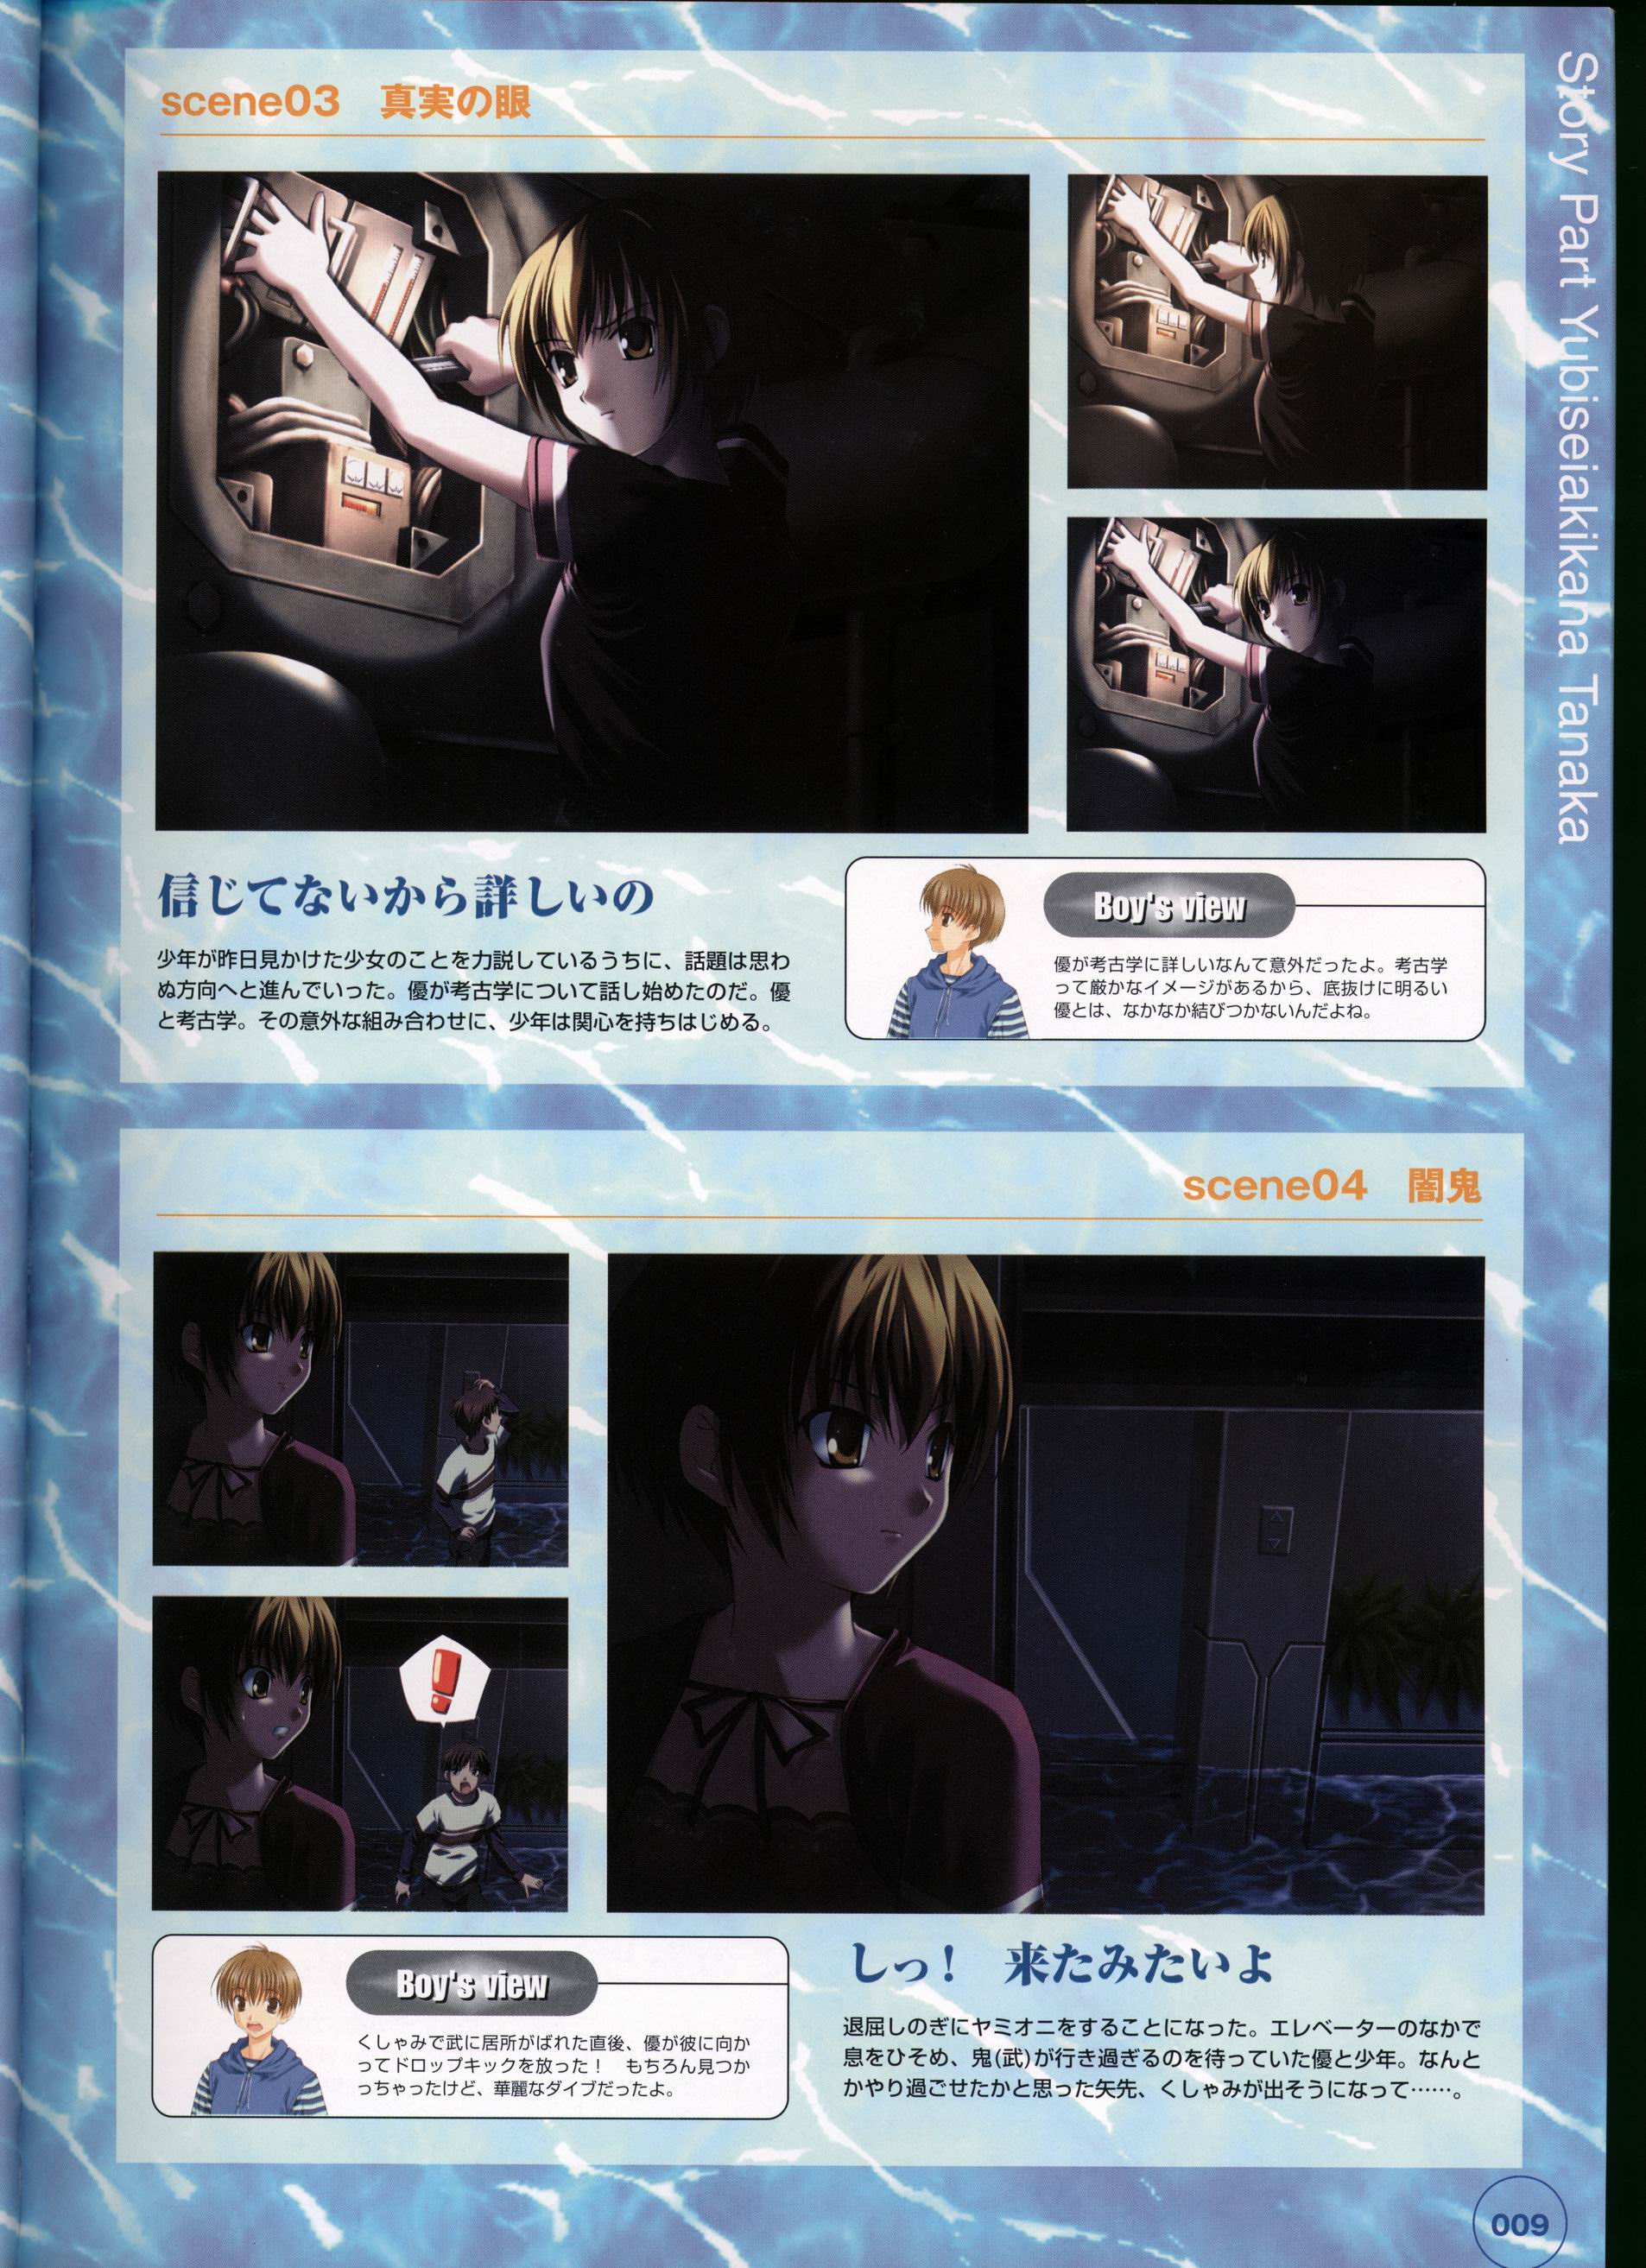 scene03　真実の眼
Story Part Yubiseiakikana Tanaka
信じてないから詳しいの
少年が昨日見かけた少女のことを力説しているうちに、話題は思わ
ぬ方向へと進んでいった。優が考古学について話し始めたのだ。優
と考古学。その意外な組み合わせに、少年は関心を持ちはじめる。
Boy's view
優が考古学に詳しいなんて意外だったよ。考古学
って厳かなイメージがあるから、底抜けに明るい
優とは、なかなか結びつかないんだよね。
scene04　闇鬼
!
Boy's view
くしゃみで武に居所がばれた直後、優が彼に向か
ってドロップキックを放った！　もちろん見つか
っちゃったけど、華麗なダイブだったよ。
しっ！　来たみたいよ
退屈しのぎにヤミオニをすることになった。エレベーターのなかで
息をひそめ、鬼(武)が行き過ぎるのを待っていた優と少年。なんと
かやり過ごせたかと思った矢先、くしゃみが出そうになって……。
009